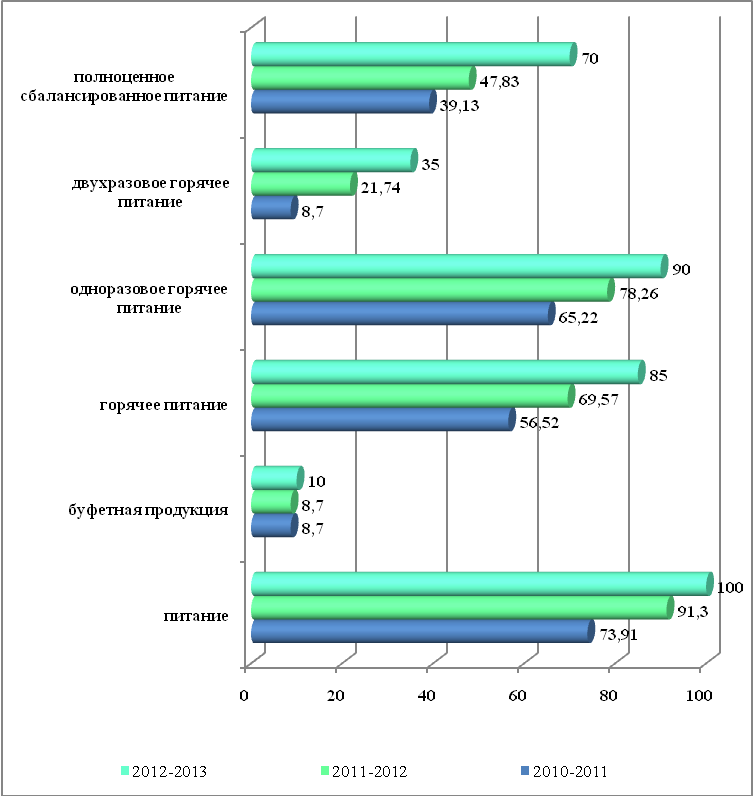 полноценное
сбалансированное питание
70
47,83
39,13
двухразовое горячее
питание
35
21,74
8,7
одноразовое горячее
питание
90
78,26
65,22
горячее питание
85
69,57
56,52
буфетная продукция
10
8,7
8,7
питание
100
91,3
73,91
0 20 40 60 80 100
2012-2013 2011-2012 2010-2011